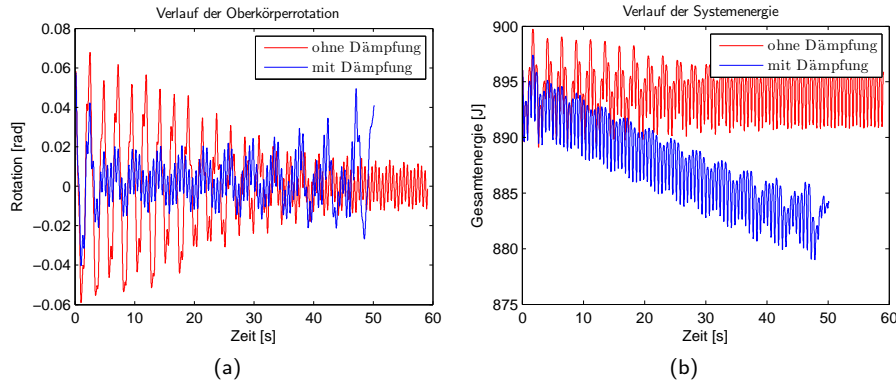 Verlauf der Oberkörperrotation
0.08
0.06
0.04
0.02
0
−0.02
−0.04
−0.06
Rotation [rad]
ohne Dämpfung
mit Dämpfung
0 10 20 30 40 50 60
Zeit [s]
(a)
Verlauf der Systemenergie
900
895
890
885
880
875
Gesamtenergie [J]
ohne Dämpfung
mit Dämpfung
0 10 20 30 40 50 60
Zeit [s]
(b)